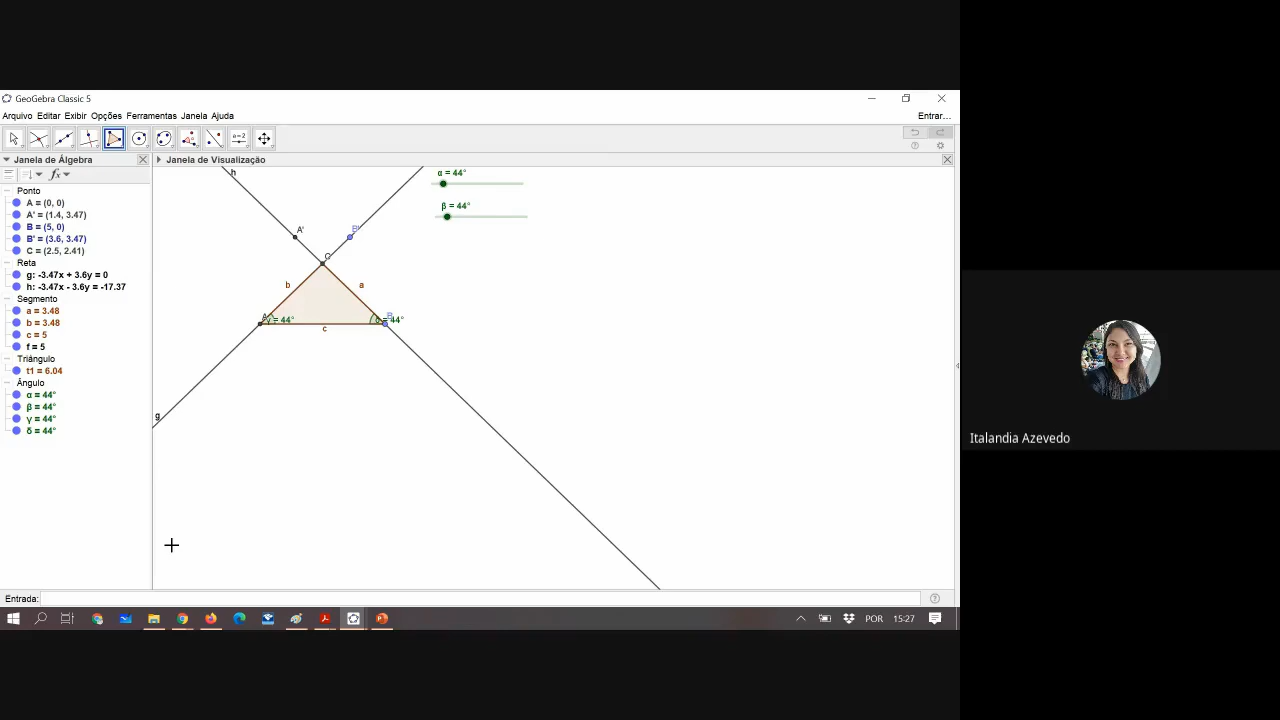 GeoGebra Classic 5
Arquivo Editar Exibir Opções Ferramentas Janela Ajuda
Entrar...
a=2
Janela de Álgebra
Janela de Visualização
fx
Ponto
A = (0, 0)
A' = (1.4, 3.47)
B = (5, 0)
B' = (3.6, 3.47)
C = (2.5, 2.41)
Reta
g: -3.47x + 3.6y = 0
h: -3.47x - 3.6y = -17.37
Segmento
a = 3.48
b = 3.48
c = 5
f = 5
Triângulo
t1 = 6.04
Ângulo
α = 44°
β = 44°
γ = 44°
δ = 44°
h
α = 44°
β = 44°
A'
B'
C
b
a
A
γ = 44°
B
δ = 44°
c
g
Entrada:
POR
15:27
Italandia Azevedo